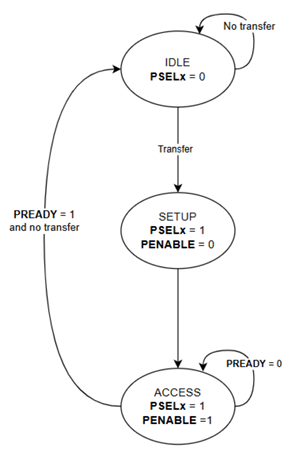 No transfer
IDLE
PSELx = 0
Transfer
SETUP
PSELx = 1
PENABLE = 0
PREADY = 1
and no transfer
PREADY = 0
ACCESS
PSELx = 1
PENABLE =1